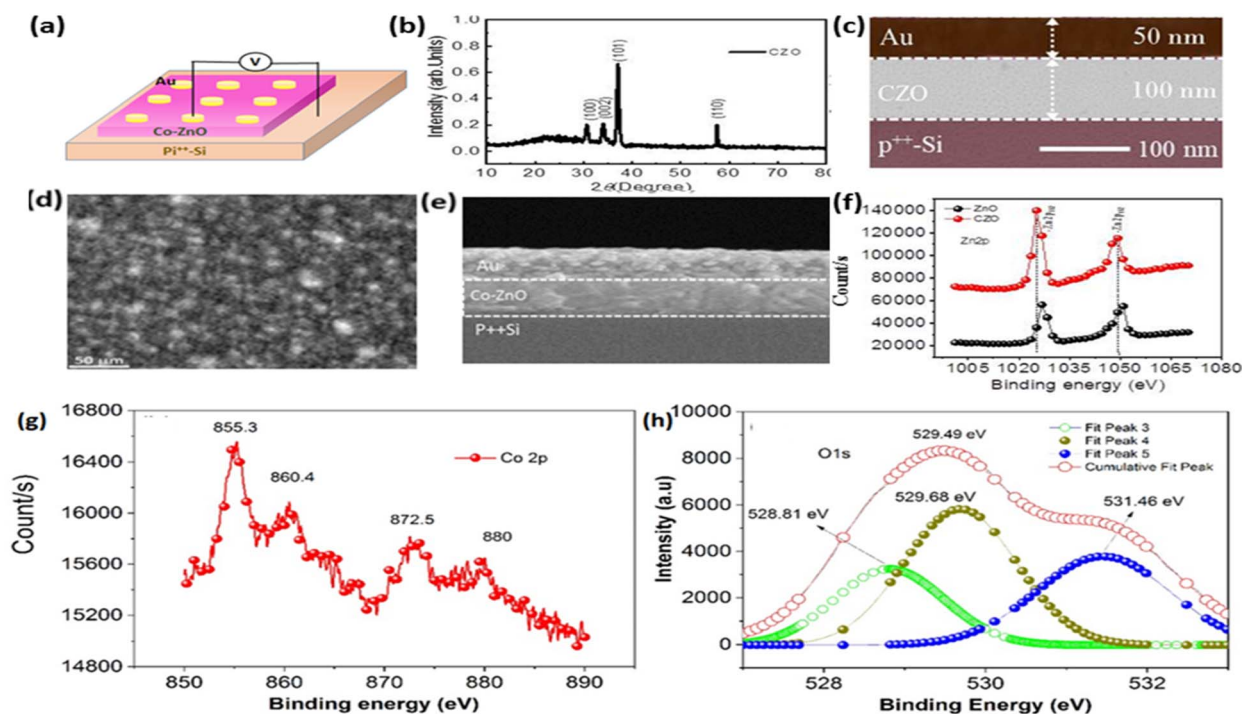 (a)
V
Au
Co-ZnO
Pi⁺⁺-Si
(b)
Intensity (arb.Units)
1.0
0.8
0.6
0.4
0.2
0.0
CZO
(100)
(002)
(101)
(110)
10 20 30 40 50 60 70 80
2θ(Degree)
(c)
Au 50 nm
CZO 100 nm
p⁺⁺-Si 100 nm
(d)
50 µm
(e)
Au
Co-ZnO
P++Si
(f)
ZnO
CZO
Zn2p
Count/s
140000
120000
100000
80000
60000
40000
20000
1005 1020 1035 1050 1065 1080
Binding energy (eV)
(g)
Count/s
16800
16400
16000
15600
15200
14800
855.3
860.4
872.5
880
Co 2p
850 860 870 880 890
Binding energy (eV)
(h)
Intensity (a.u)
10000
8000
6000
4000
2000
0
O1s
529.49 eV
529.68 eV
528.81 eV
531.46 eV
Fit Peak 3
Fit Peak 4
Fit Peak 5
Cumulative Fit Peak
528 530 532
Binding Energy (eV)